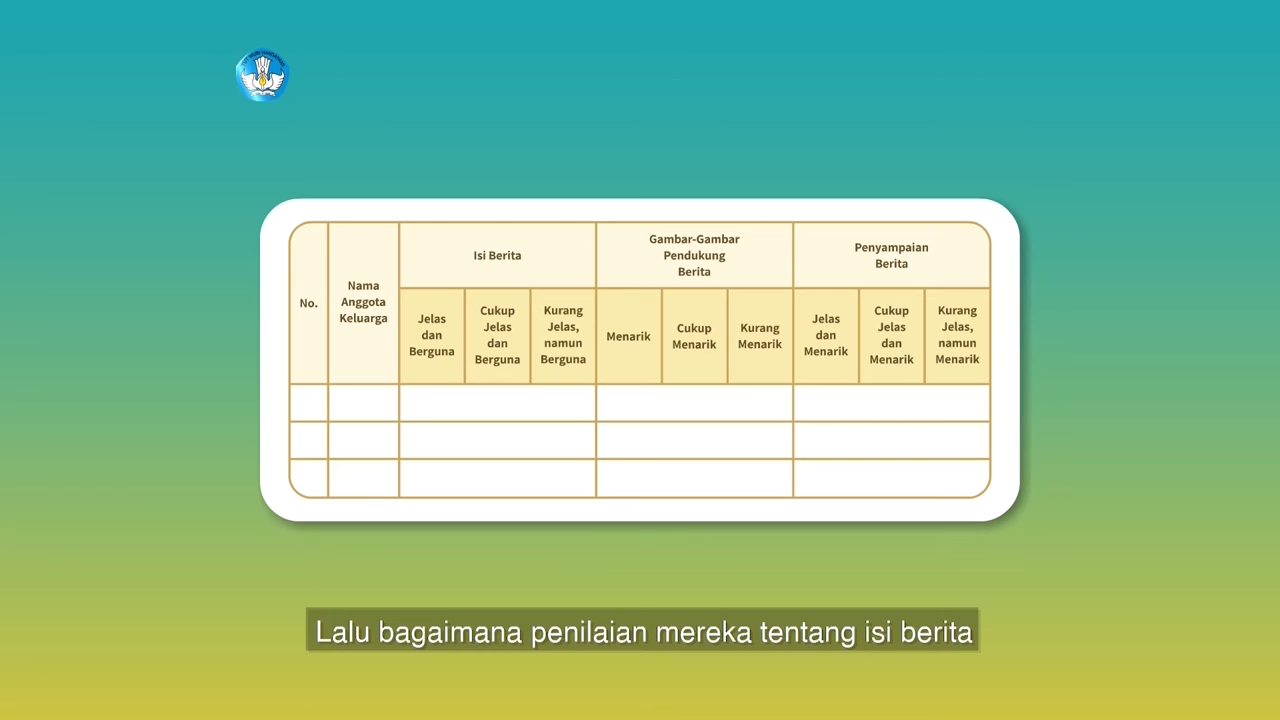 No.
Nama
Anggota
Keluarga
Isi Berita
Gambar-Gambar
Pendukung
Berita
Penyampaian
Berita
Jelas
dan
Berguna
Cukup
Jelas
dan
Berguna
Kurang
Jelas,
namun
Berguna
Menarik
Cukup
Menarik
Kurang
Menarik
Jelas
dan
Menarik
Cukup
Jelas
dan
Menarik
Kurang
Jelas,
namun
Menarik
Lalu bagaimana penilaian mereka tentang isi berita